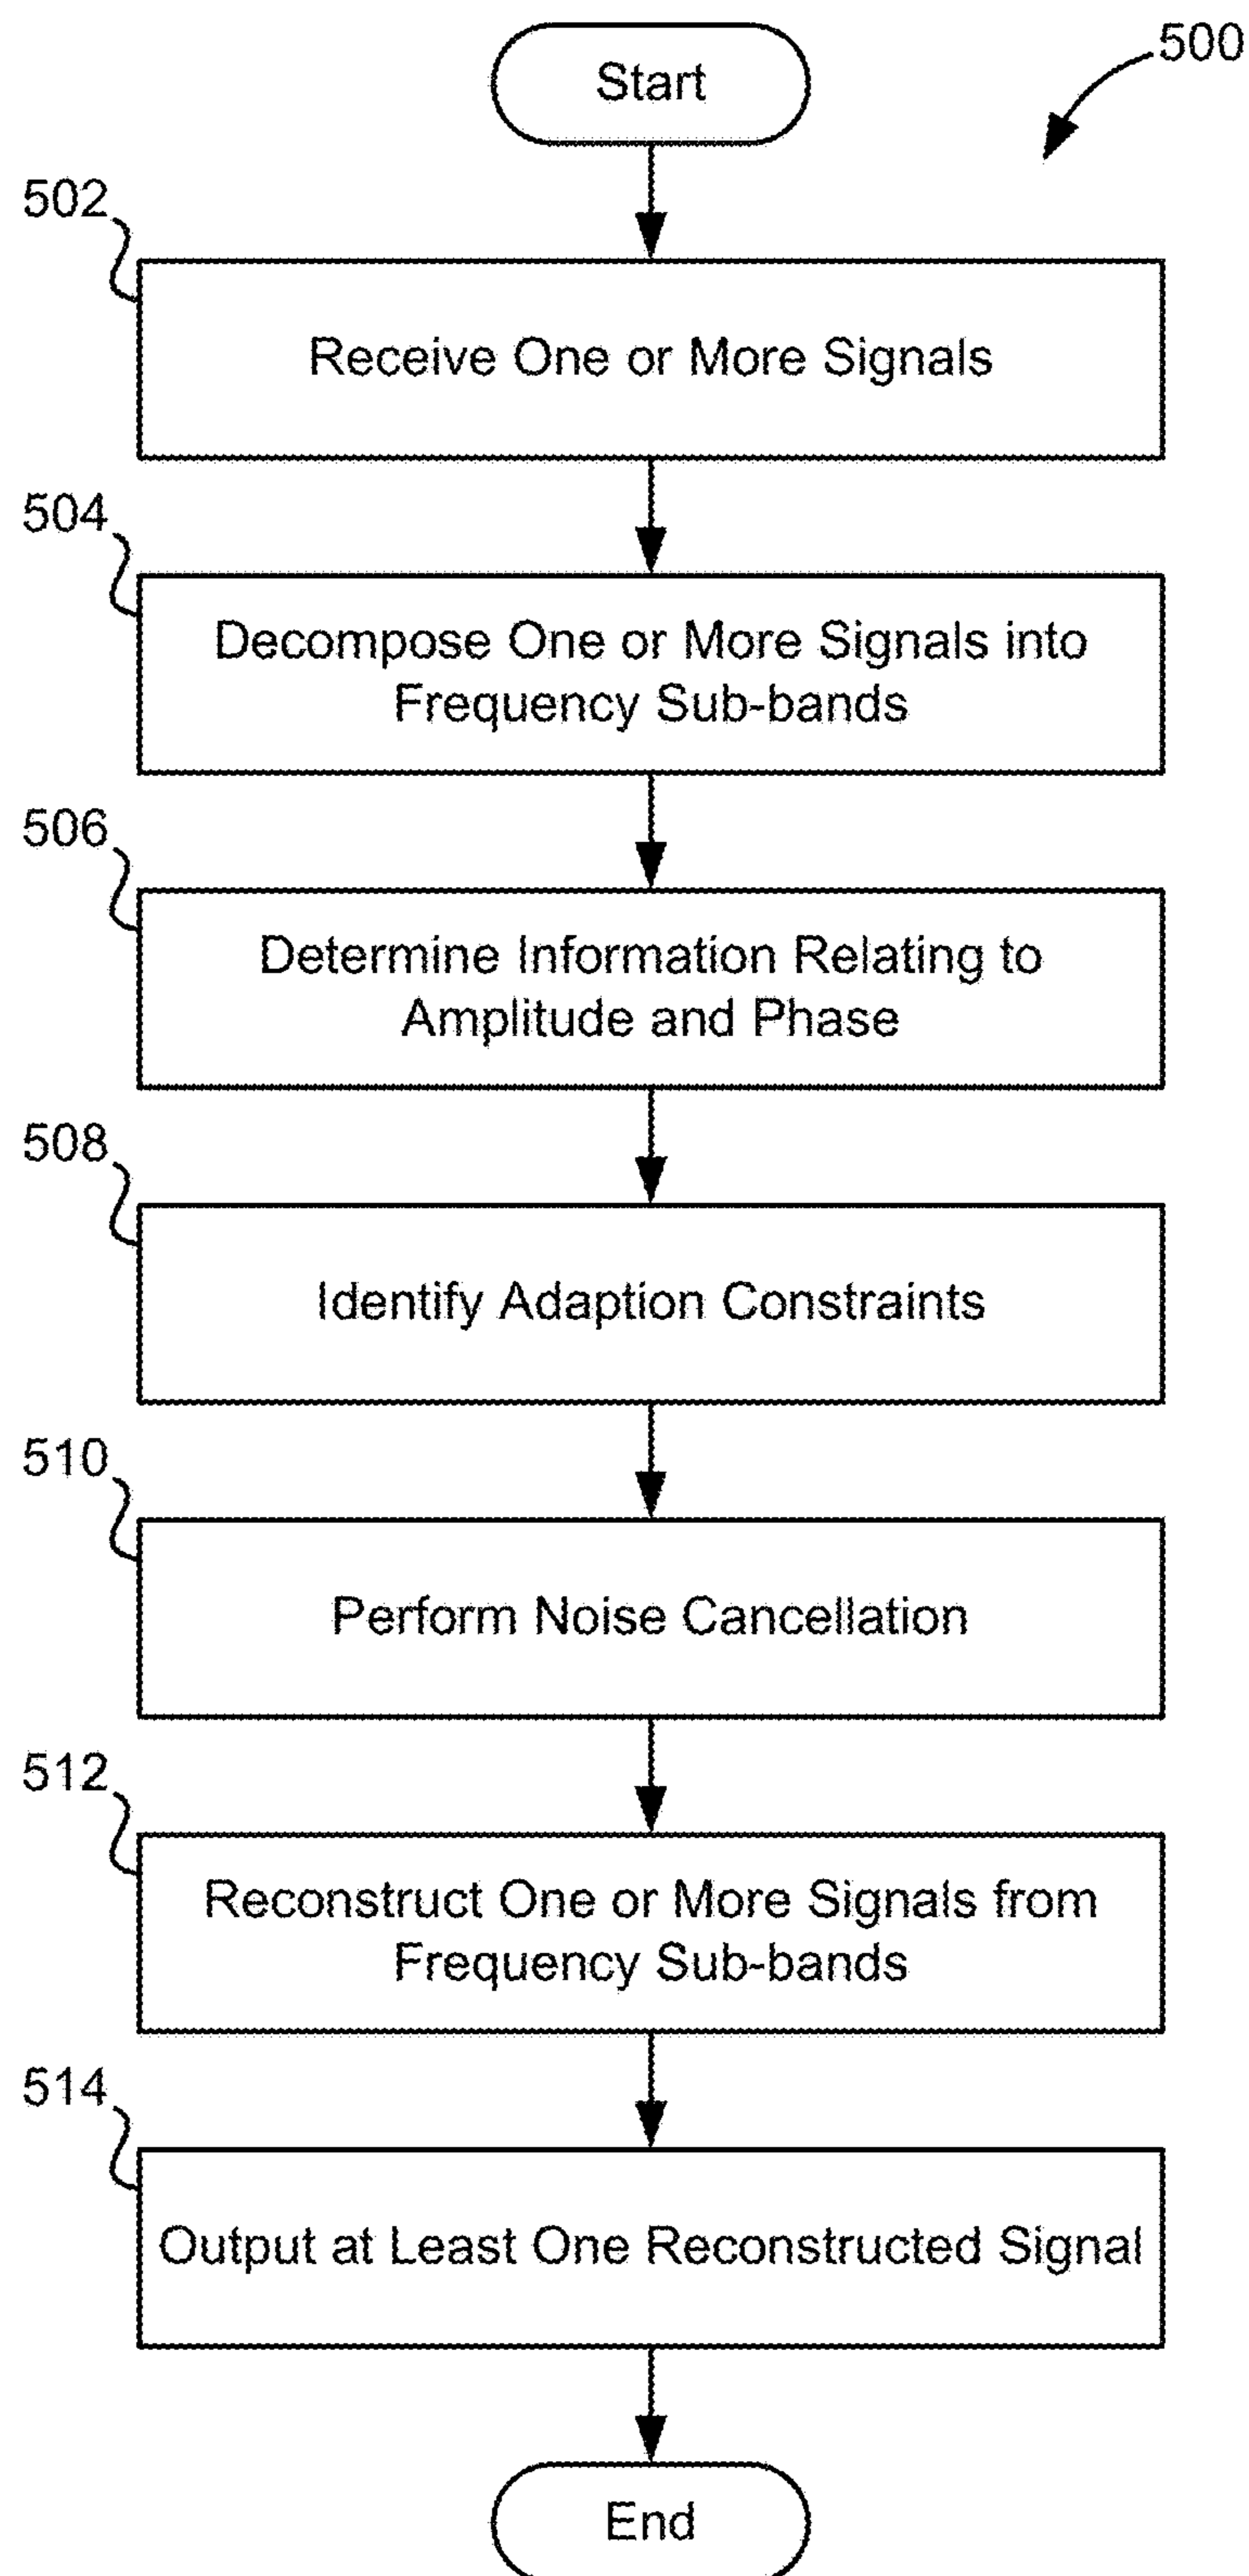 Start
500
502
Receive One or More Signals
504
Decompose One or More Signals into
Frequency Sub-bands
506
Determine Information Relating to
Amplitude and Phase
508
Identify Adaption Constraints
510
Perform Noise Cancellation
512
Reconstruct One or More Signals from
Frequency Sub-bands
514
Output at Least One Reconstructed Signal
End